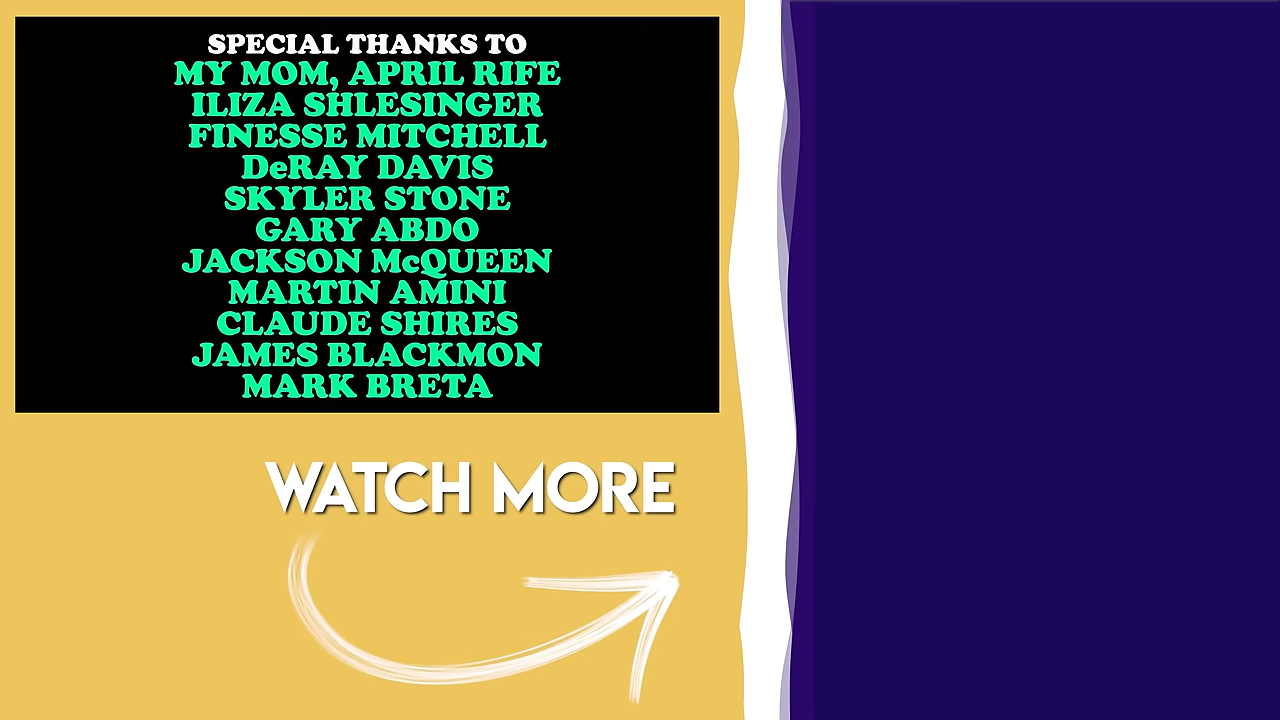 SPECIAL THANKS TO
MY MOM, APRIL RIFE
ILIZA SHLESINGER
FINESSE MITCHELL
DeRAY DAVIS
SKYLER STONE
GARY ABDO
JACKSON McQUEEN
MARTIN AMINI
CLAUDE SHIRES
JAMES BLACKMON
MARK BRETA
WATCH MORE